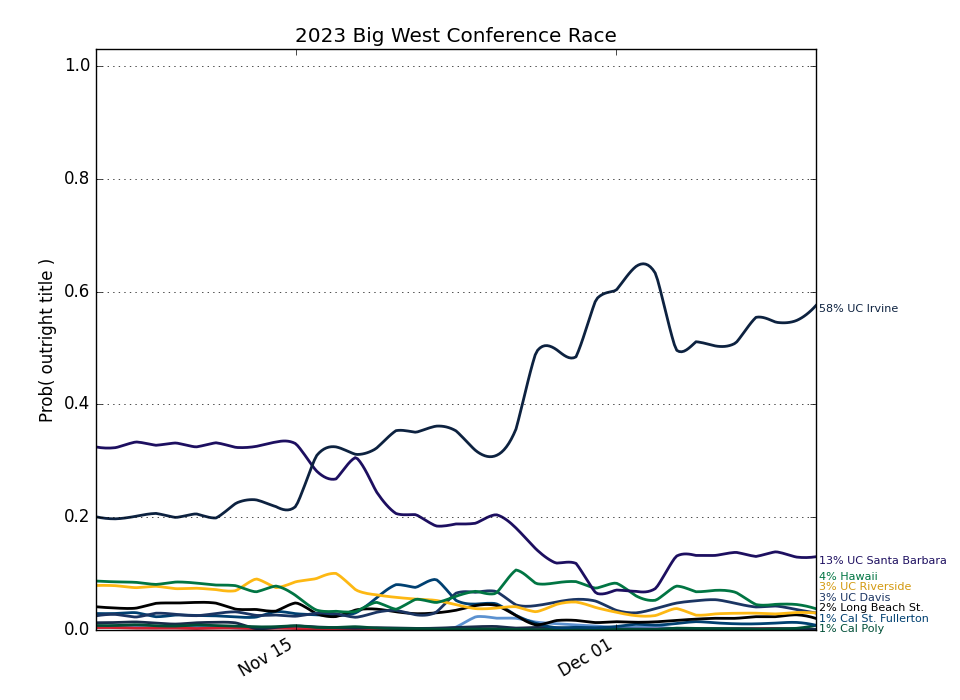 2023 Big West Conference Race
Prob( outright title )
1.0
0.8
0.6
0.4
0.2
0.0
Nov 15
Dec 01
58% UC Irvine
13% UC Santa Barbara
4% Hawaii
3% UC Riverside
3% UC Davis
2% Long Beach St.
1% Cal St. Fullerton
1% Cal Poly